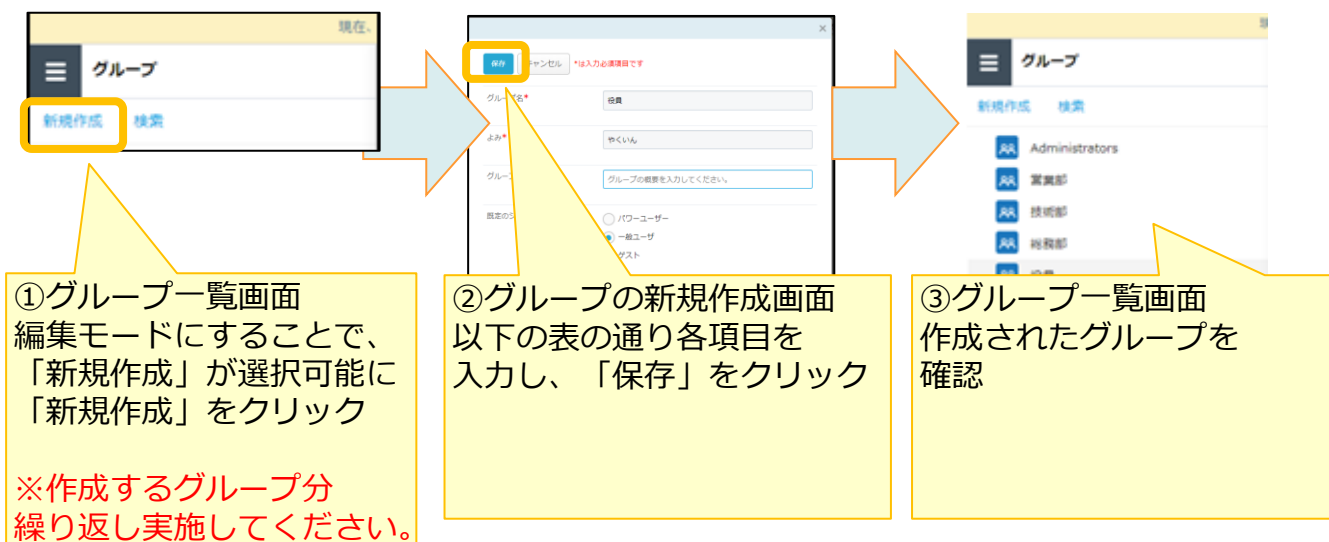 現在、
グループ
新規作成 検索
①グループ一覧画面
編集モードにすることで、
「新規作成」が選択可能に
「新規作成」をクリック
※作成するグループ分
繰り返し実施してください。
×
保存 キャンセル *は入力必須項目です
グループ名* 役員
よみ* やくいん
グルー
グループの概要を入力してください。
既定の
パワーユーザー
一般ユーザ
ゲスト
②グループの新規作成画面
以下の表の通り各項目を
入力し、「保存」をクリック
グループ
新規作成 検索
Administrators
営業部
技術部
総務部
役員
③グループ一覧画面
作成されたグループを
確認